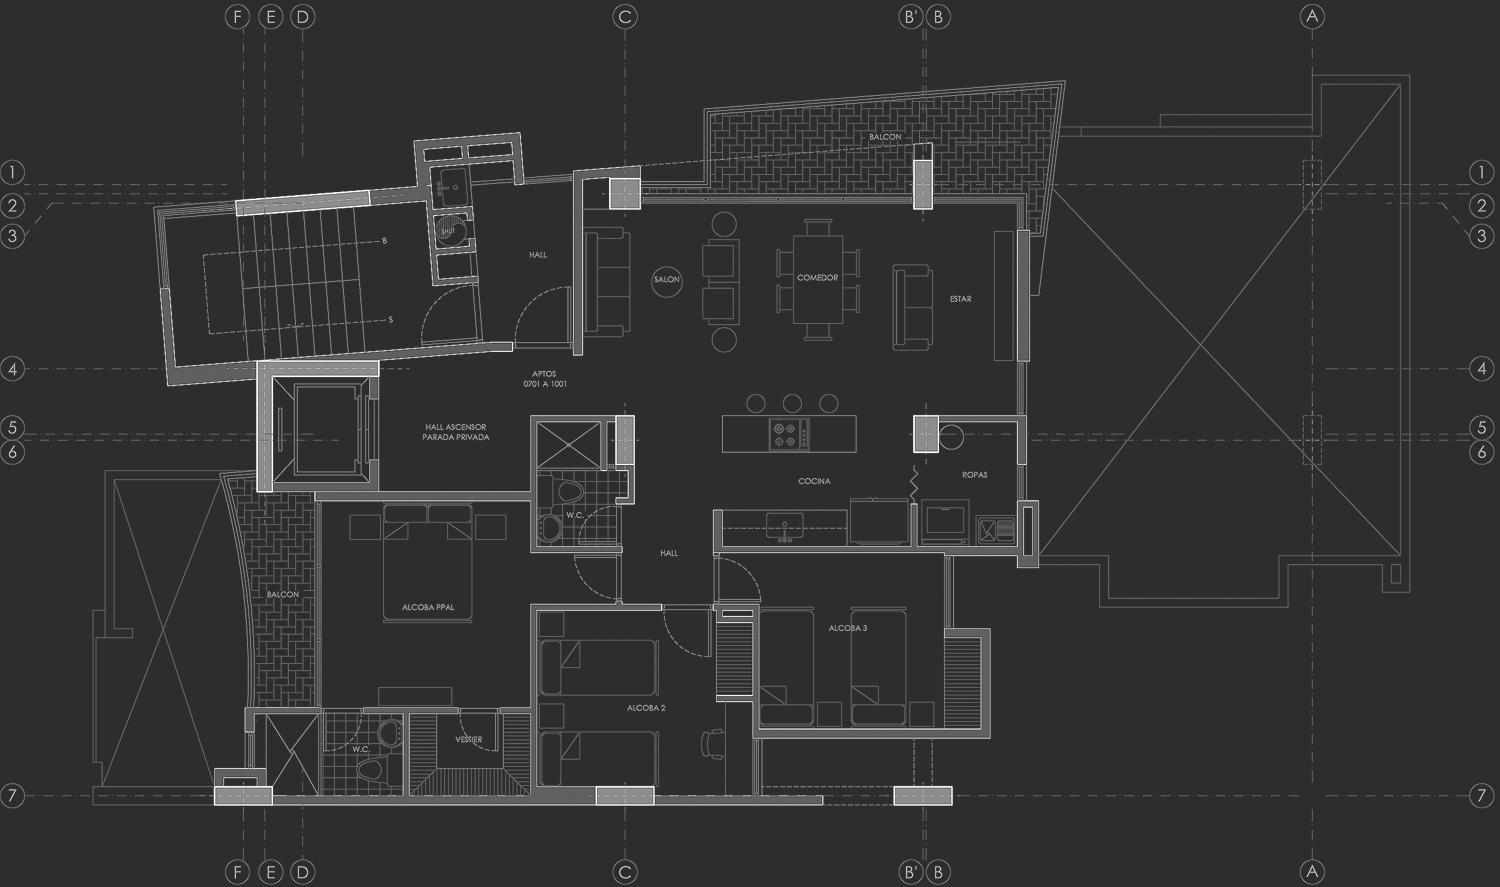 F E D C B' B A
1
2
3
1
2
3
BALCON
SHUT
B
S
HALL
SALON
COMEDOR
ESTAR
4
4
APTOS
0701 A 1001
HALL ASCENSOR
PARADA PRIVADA
5
6
5
6
COCINA
ROPAS
W.C.
HALL
BALCON
ALCOBA PPAL
ALCOBA 3
ALCOBA 2
W.C.
VESTIER
7
7
F E D C B' B A